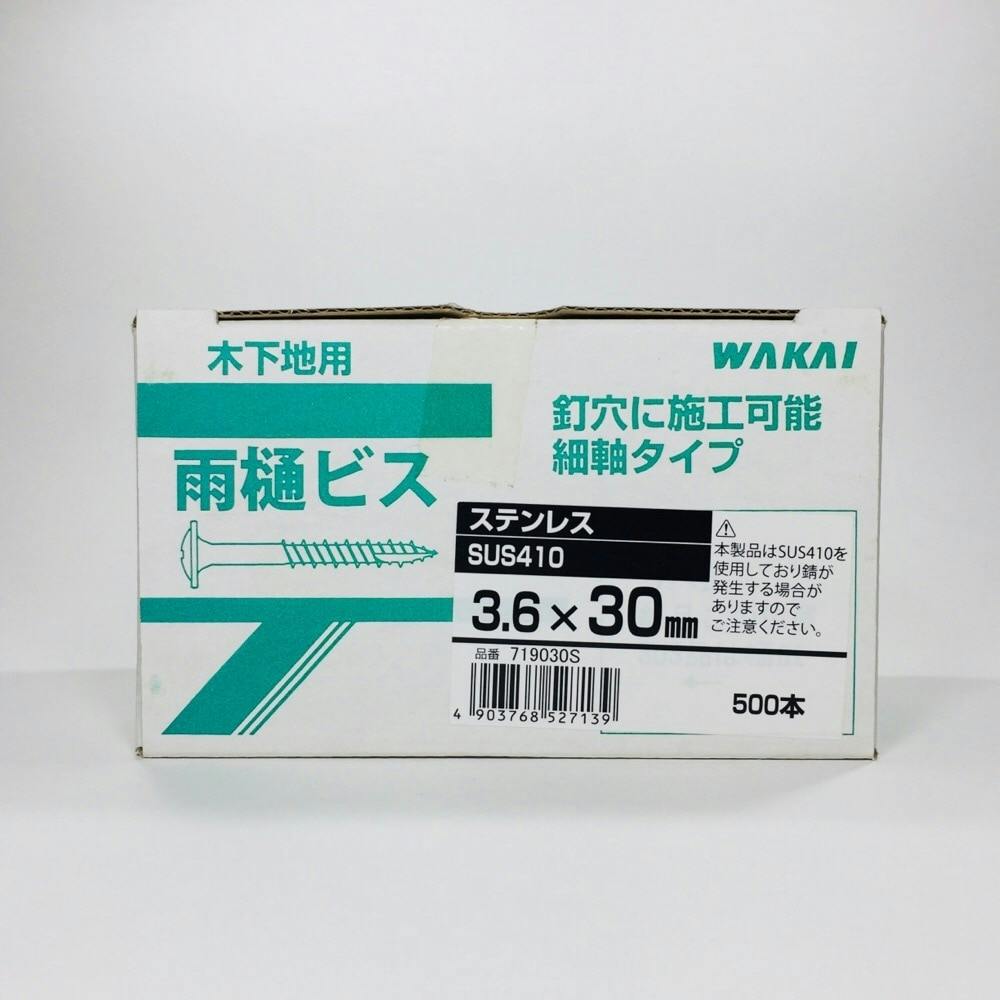 木下地用
WAKAI
釘穴に施工可能
細軸タイプ
雨樋ビス
ステンレス
SUS410
3.6×30mm
⚠
本製品はSUS410を
使用しており錆が
発生する場合が
ありますので
ご注意ください。
品番 719030S
4 903768 527139
500本